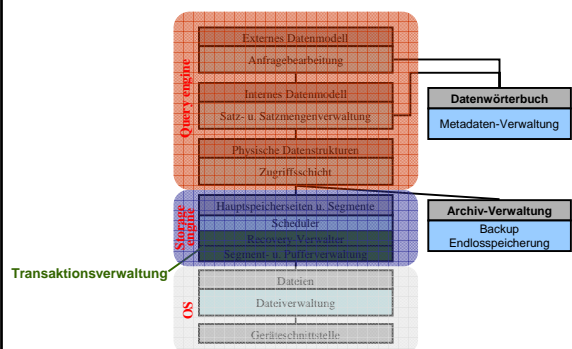 Externes Datenmodell
Anfragebearbeitung
Query engine
Internes Datenmodell
Satz- u. Satzmengenverwaltung
Datenwörterbuch
Metadaten-Verwaltung
Physische Datenstrukturen
Zugriffsschicht
Hauptspeicherseiten u. Segmente
Scheduler
Recovery-Verwalter
Segment- u. Pufferverwaltung
Storage
engine
Archiv-Verwaltung
Backup
Endlosspeicherung
Transaktionsverwaltung
Dateien
Dateiverwaltung
OS
Geräteschnittstelle